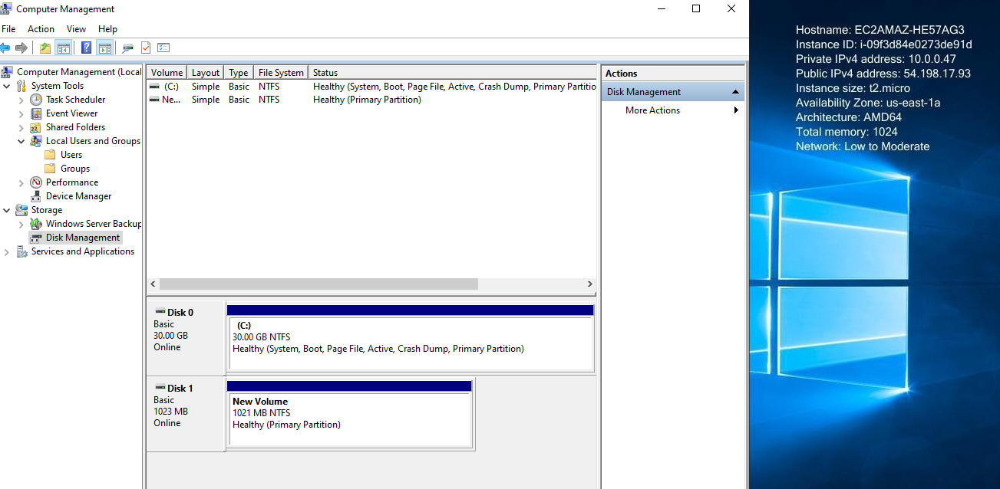 Computer Management
File Action View Help
Computer Management (Local
System Tools
Task Scheduler
Event Viewer
Shared Folders
Local Users and Groups
Users
Groups
Performance
Device Manager
Storage
Windows Server Backup
Disk Management
Services and Applications
Volume Layout Type File System Status
(C:) Simple Basic NTFS Healthy (System, Boot, Page File, Active, Crash Dump, Primary Partitio
Ne... Simple Basic NTFS Healthy (Primary Partition)
Disk 0
Basic
30.00 GB
Online
(C:)
30.00 GB NTFS
Healthy (System, Boot, Page File, Active, Crash Dump, Primary Partition)
Disk 1
Basic
1023 MB
Online
New Volume
1021 MB NTFS
Healthy (Primary Partition)
Actions
Disk Management
More Actions
Hostname: EC2AMAZ-HE57AG3
Instance ID: i-09f3d84e0273de91d
Private IPv4 address: 10.0.0.47
Public IPv4 address: 54.198.17.93
Instance size: t2.micro
Availability Zone: us-east-1a
Architecture: AMD64
Total memory: 1024
Network: Low to Moderate